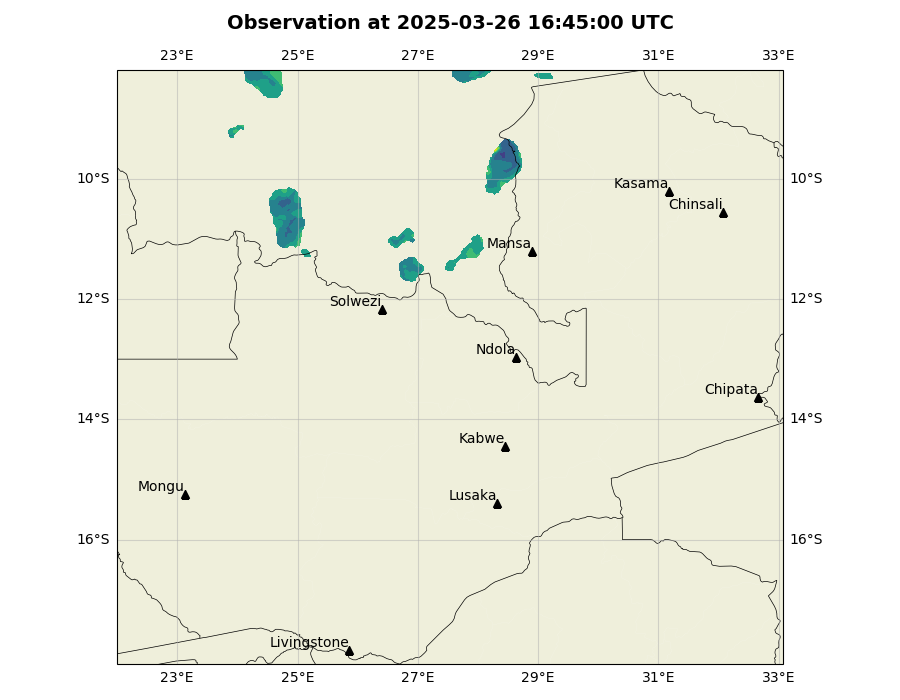 Observation at 2025-03-26 16:45:00 UTC
23°E 25°E 27°E 29°E 31°E 33°E
10°S 10°S
Kasama
Chinsali
Mansa
12°S 12°S
Solwezi
Ndola
Chipata
14°S 14°S
Kabwe
Mongu
Lusaka
16°S 16°S
Livingstone
23°E 25°E 27°E 29°E 31°E 33°E